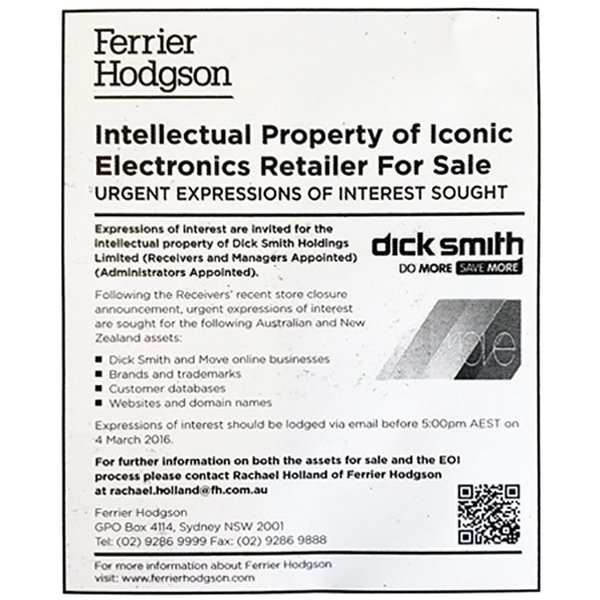 Ferrier
Hodgson
Intellectual Property of Iconic
Electronics Retailer For Sale
URGENT EXPRESSIONS OF INTEREST SOUGHT
Expressions of interest are invited for the
intellectual property of Dick Smith Holdings
Limited (Receivers and Managers Appointed)
(Administrators Appointed).
dick smith
DO MORE SAVE MORE
Following the Receivers' recent store closure
announcement, urgent expressions of interest
are sought for the following Australian and New
Zealand assets:
■ Dick Smith and Move online businesses
■ Brands and trademarks
■ Customer databases
■ Websites and domain names
Expressions of interest should be lodged via email before 5:00pm AEST on
4 March 2016.
For further information on both the assets for sale and the EOI
process please contact Rachael Holland of Ferrier Hodgson
at rachael.holland@fh.com.au
Ferrier Hodgson
GPO Box 4114, Sydney NSW 2001
Tel: (02) 9286 9999 Fax: (02) 9286 9888
For more information about Ferrier Hodgson
visit: www.ferrierhodgson.com